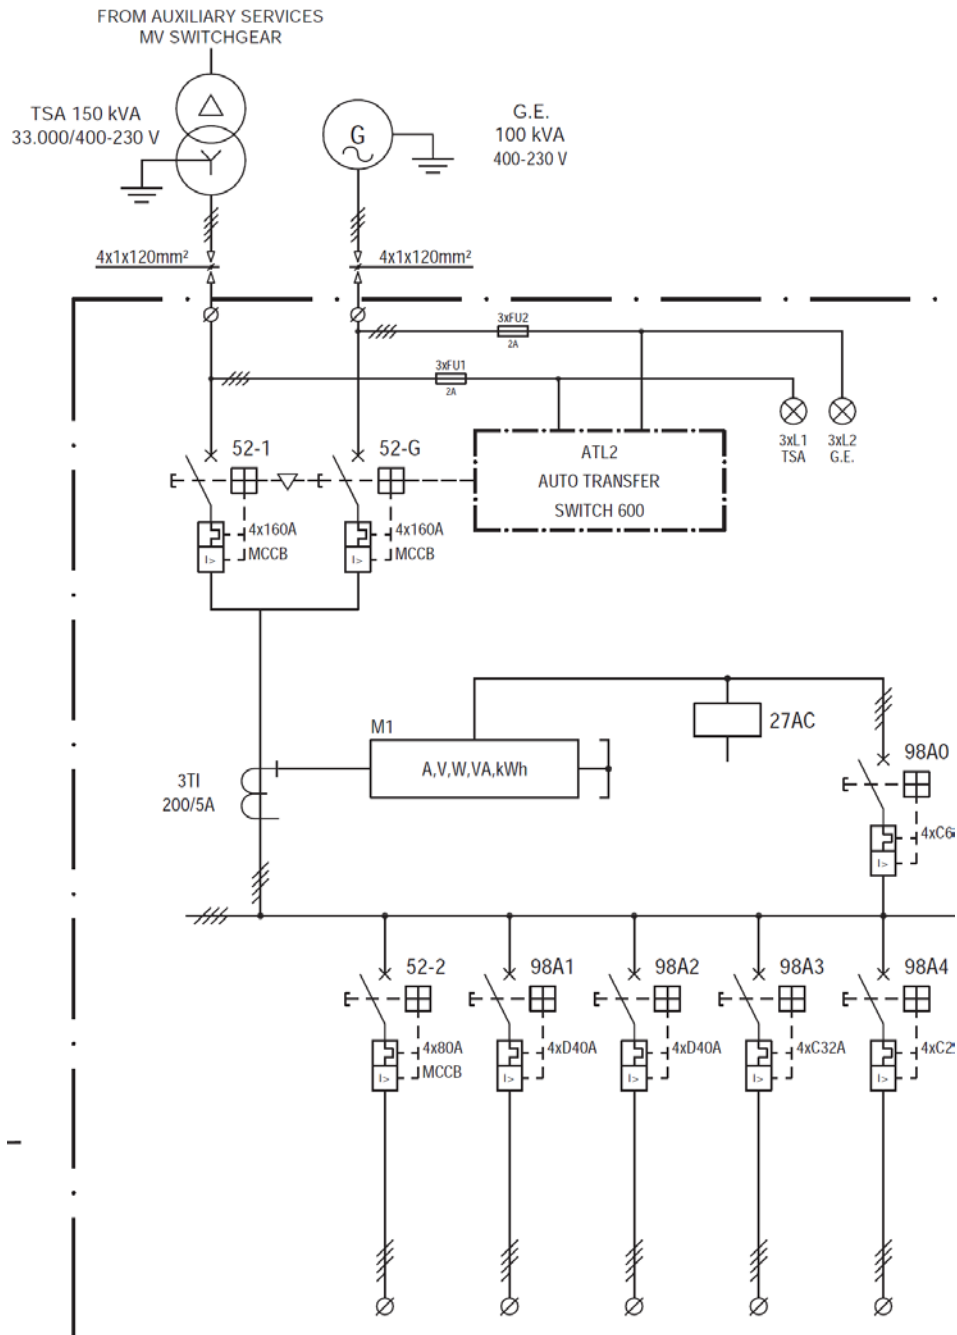 FROM AUXILIARY SERVICES
MV SWITCHGEAR
TSA 150 kVA
33.000/400-230 V
G
G.E.
100 kVA
400-230 V
4x1x120mm²
4x1x120mm²
3xFU2
2A
3xFU1
2A
3xL1
TSA
3xL2
G.E.
52-1
52-G
ATL2
AUTO TRANSFER
SWITCH 600
4x160A
MCCB
I>
4x160A
MCCB
I>
M1
A,V,W,VA,kWh
27AC
3TI
200/5A
98A0
4xC6
I>
52-2
98A1
98A2
98A3
98A4
4x80A
MCCB
I>
4xD40A
I>
4xD40A
I>
4xC32A
I>
I>